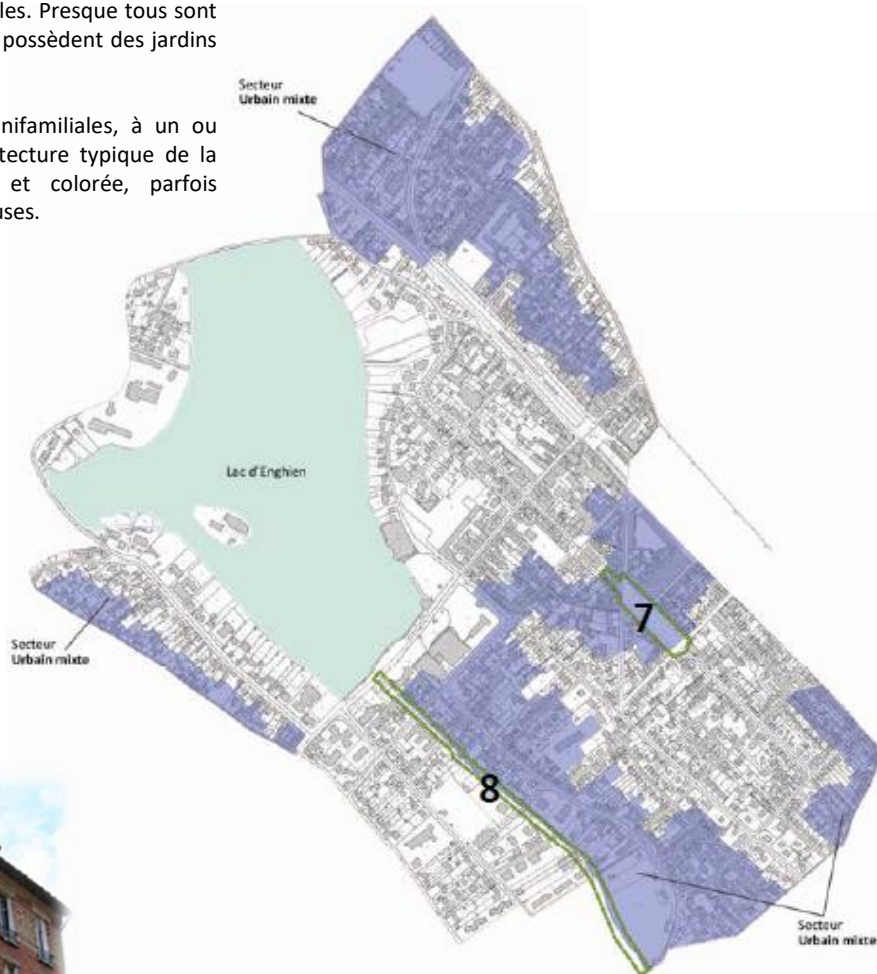 les. Presque tous sont
possèdent des jardins
nifamiliales, à un ou
tecture typique de la
et colorée, parfois
uses.
Secteur
Urbain mixte
Lac d'Enghien
7
Secteur
Urbain mixte
8
Secteur
Urbain mixte